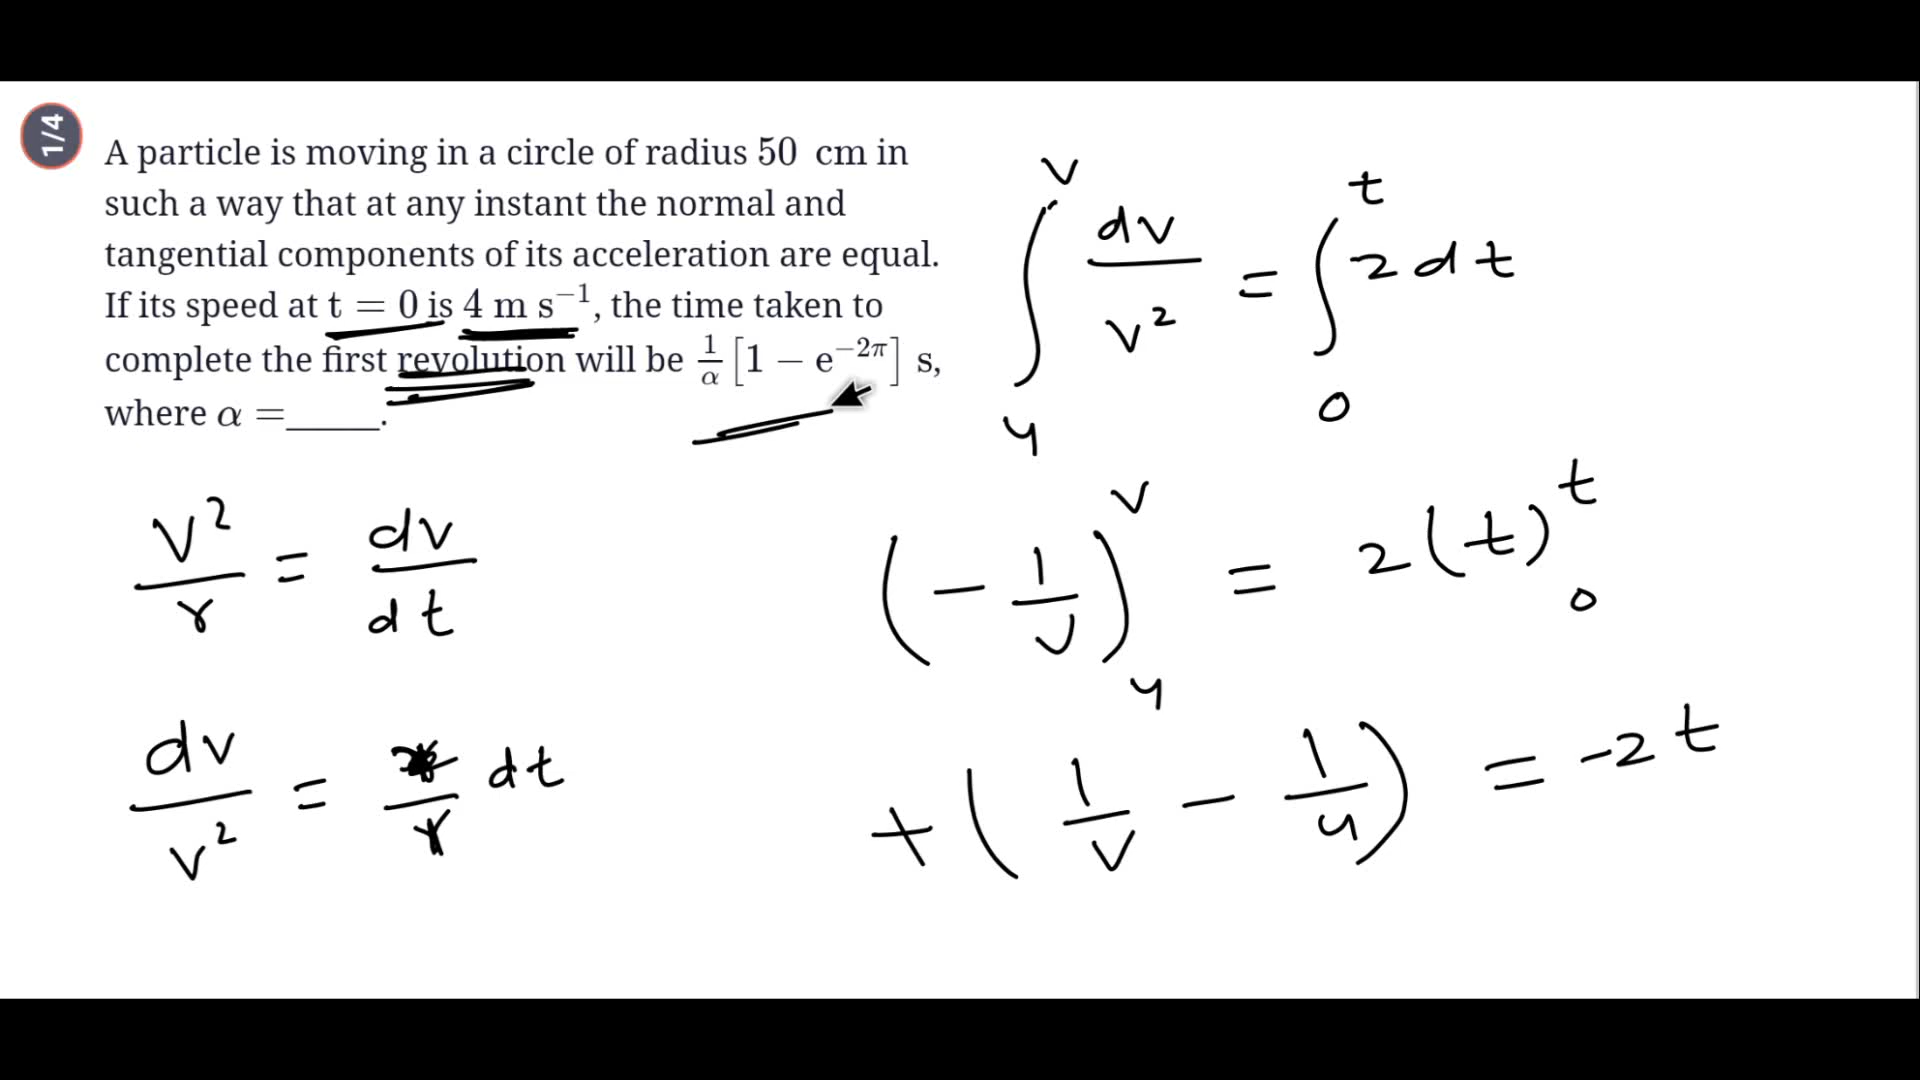 1/4
A particle is moving in a circle of radius 50 cm in
such a way that at any instant the normal and
tangential components of its acceleration are equal.
If its speed at t = 0 is 4 m s⁻¹, the time taken to
complete the first revolution will be 1/α [1 − e^{−2π}] s,
where α =_____.
v²/r = dv/dt
dv/v² = /r dt
∫₄^v dv/v² = ∫₀^t 2dt
(−1/v)₄^v = 2(t)₀^t
+(1/v − 1/4) = −2t